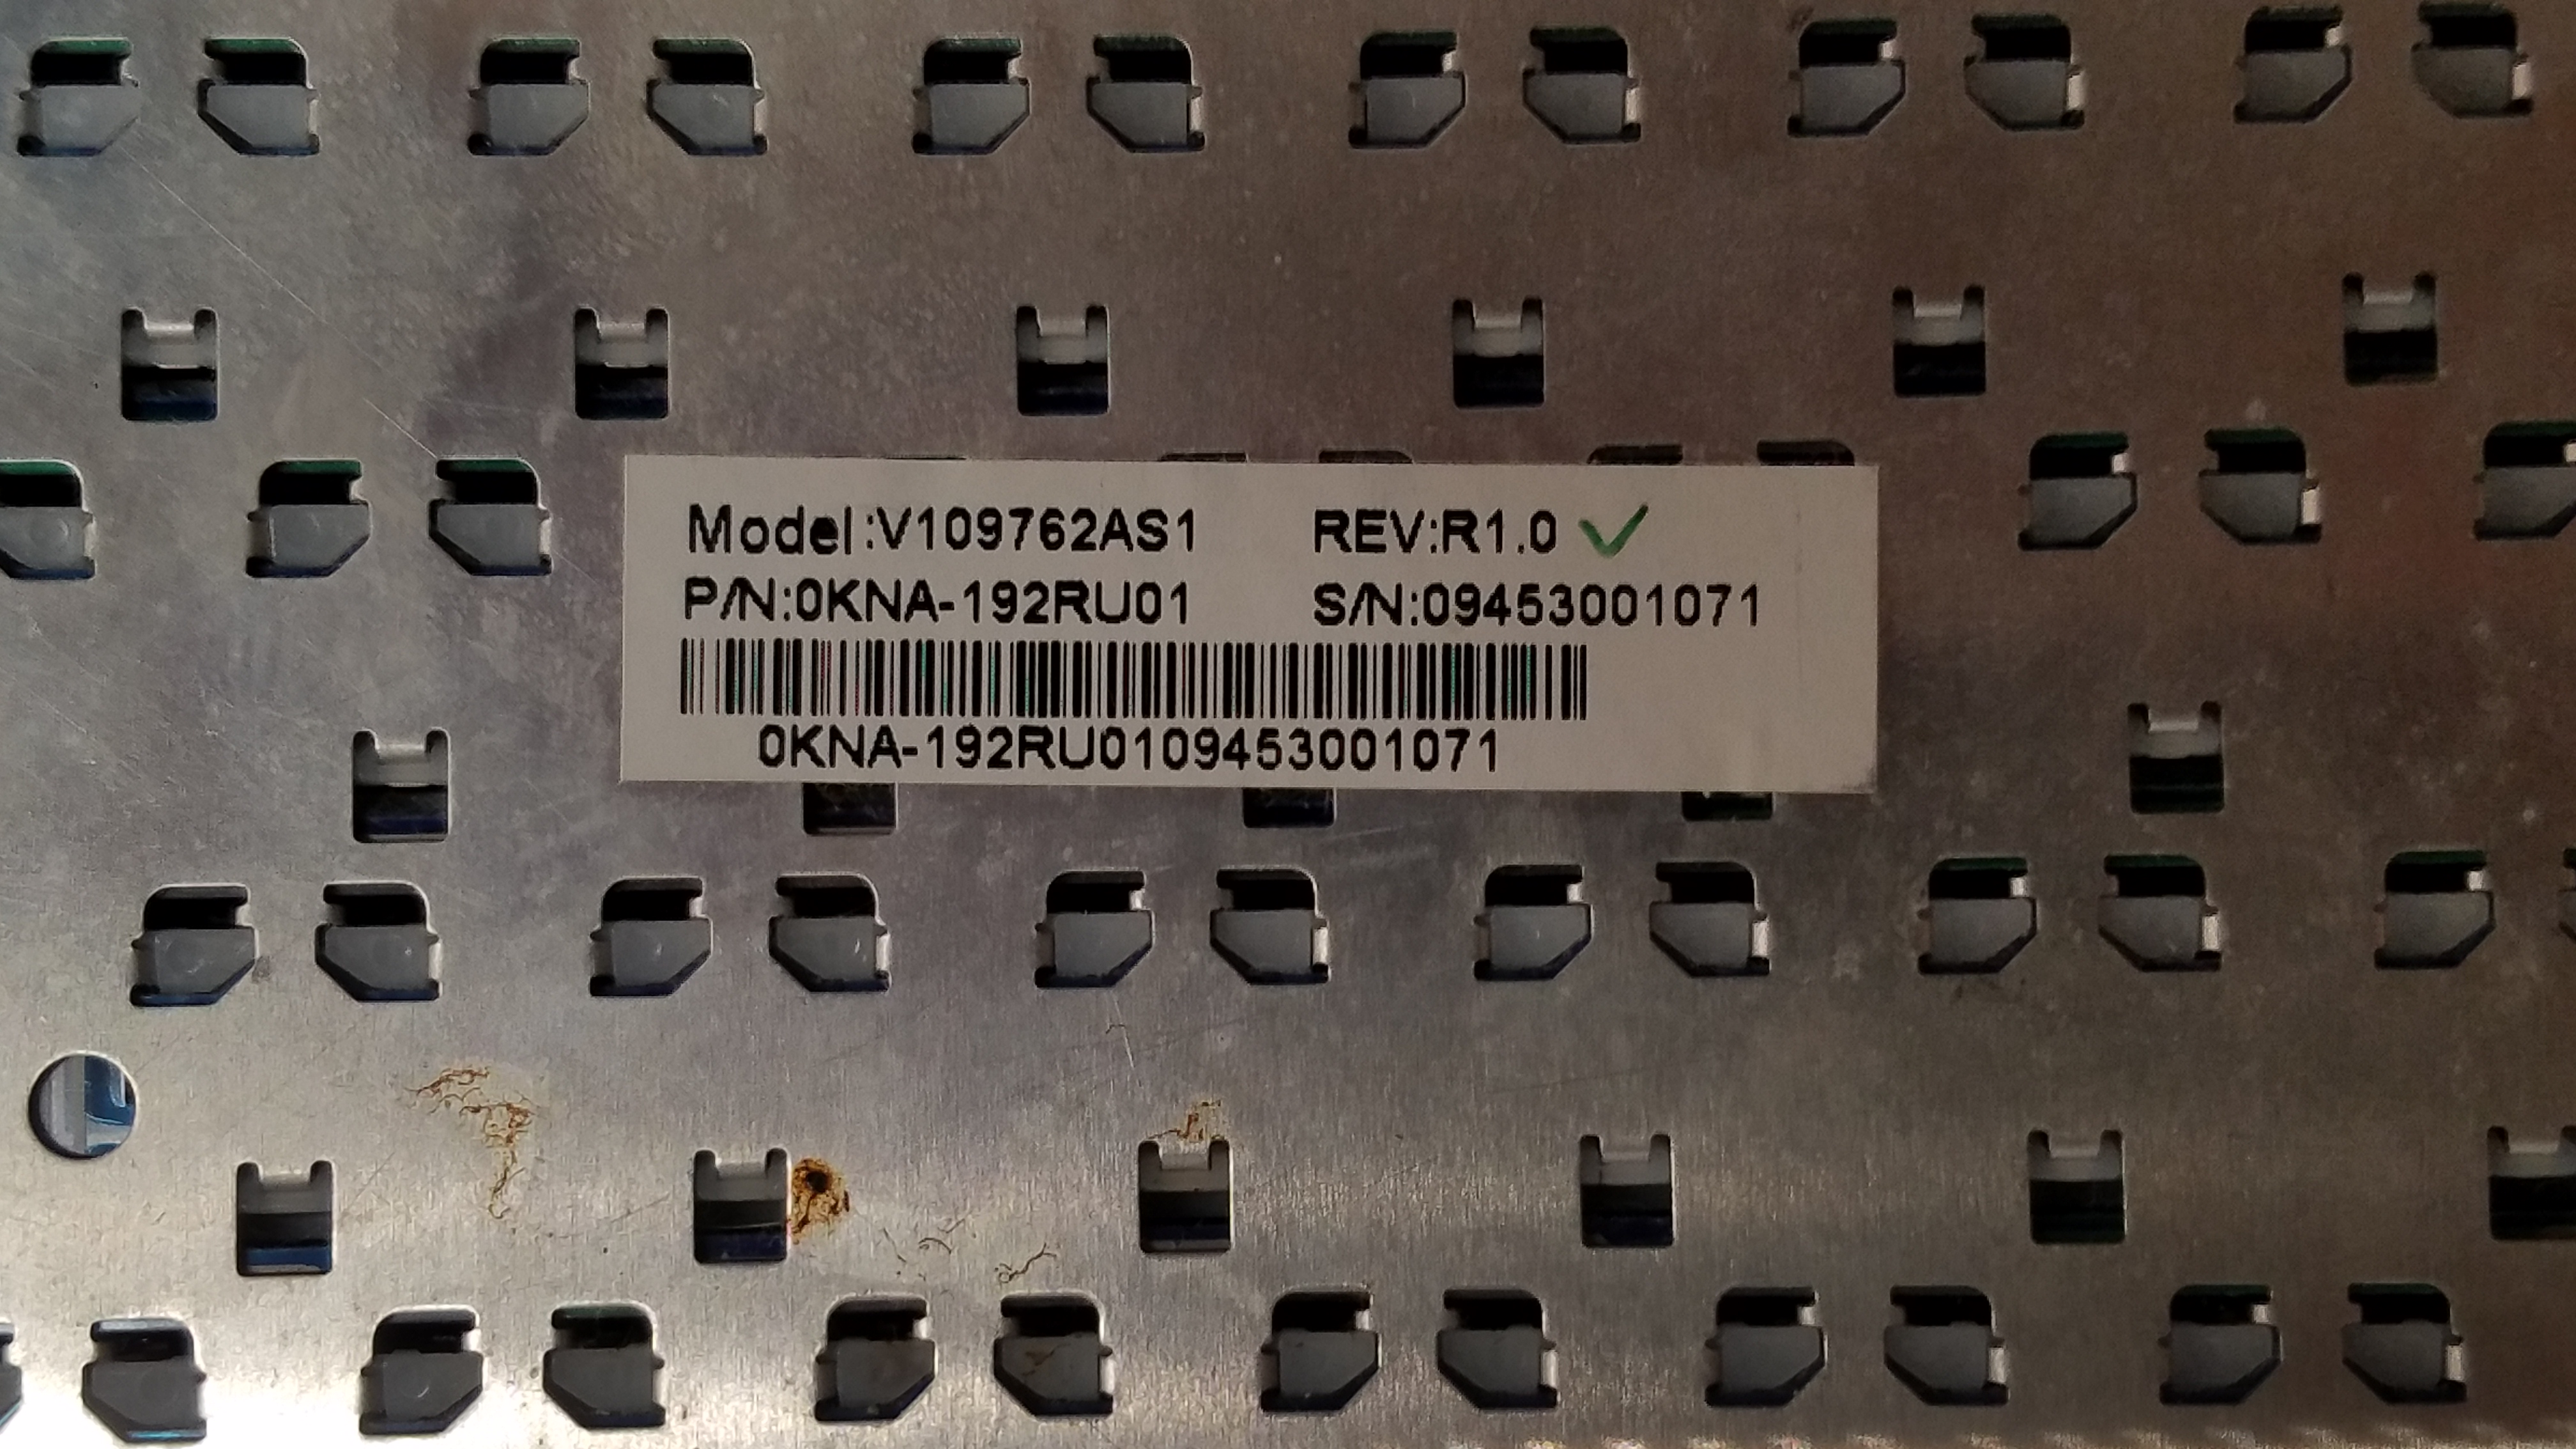 Model:V109762AS1 REV:R1.0
P/N:0KNA-192RU01 S/N:09453001071
0KNA-192RU0109453001071